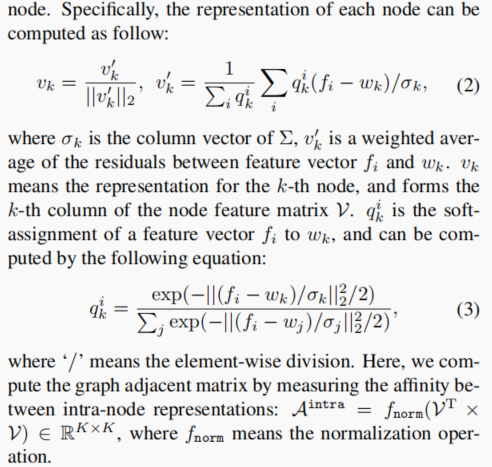 node. Specifically, the representation of each node can be
computed as follow:
v_k = v′_k / ||v′_k||_2, v′_k = 1 / ∑_i q^i_k ∑_i q^i_k (f_i − w_k)/σ_k, (2)
where σ_k is the column vector of Σ, v′_k is a weighted aver-
age of the residuals between feature vector f_i and w_k. v_k
means the representation for the k-th node, and forms the
k-th column of the node feature matrix 𝒱. q^i_k is the soft-
assignment of a feature vector f_i to w_k, and can be com-
puted by the following equation:
q^i_k = exp(−||(f_i − w_k)/σ_k||^2_2/2) / ∑_j exp(−||(f_i − w_j)/σ_j||^2_2/2), (3)
where ‘/’ means the element-wise division. Here, we com-
pute the graph adjacent matrix by measuring the affinity be-
tween intra-node representations: 𝒜^intra = f_norm(𝒱^T ×
𝒱) ∈ ℝ^{K×K}, where f_norm means the normalization oper-
ation.